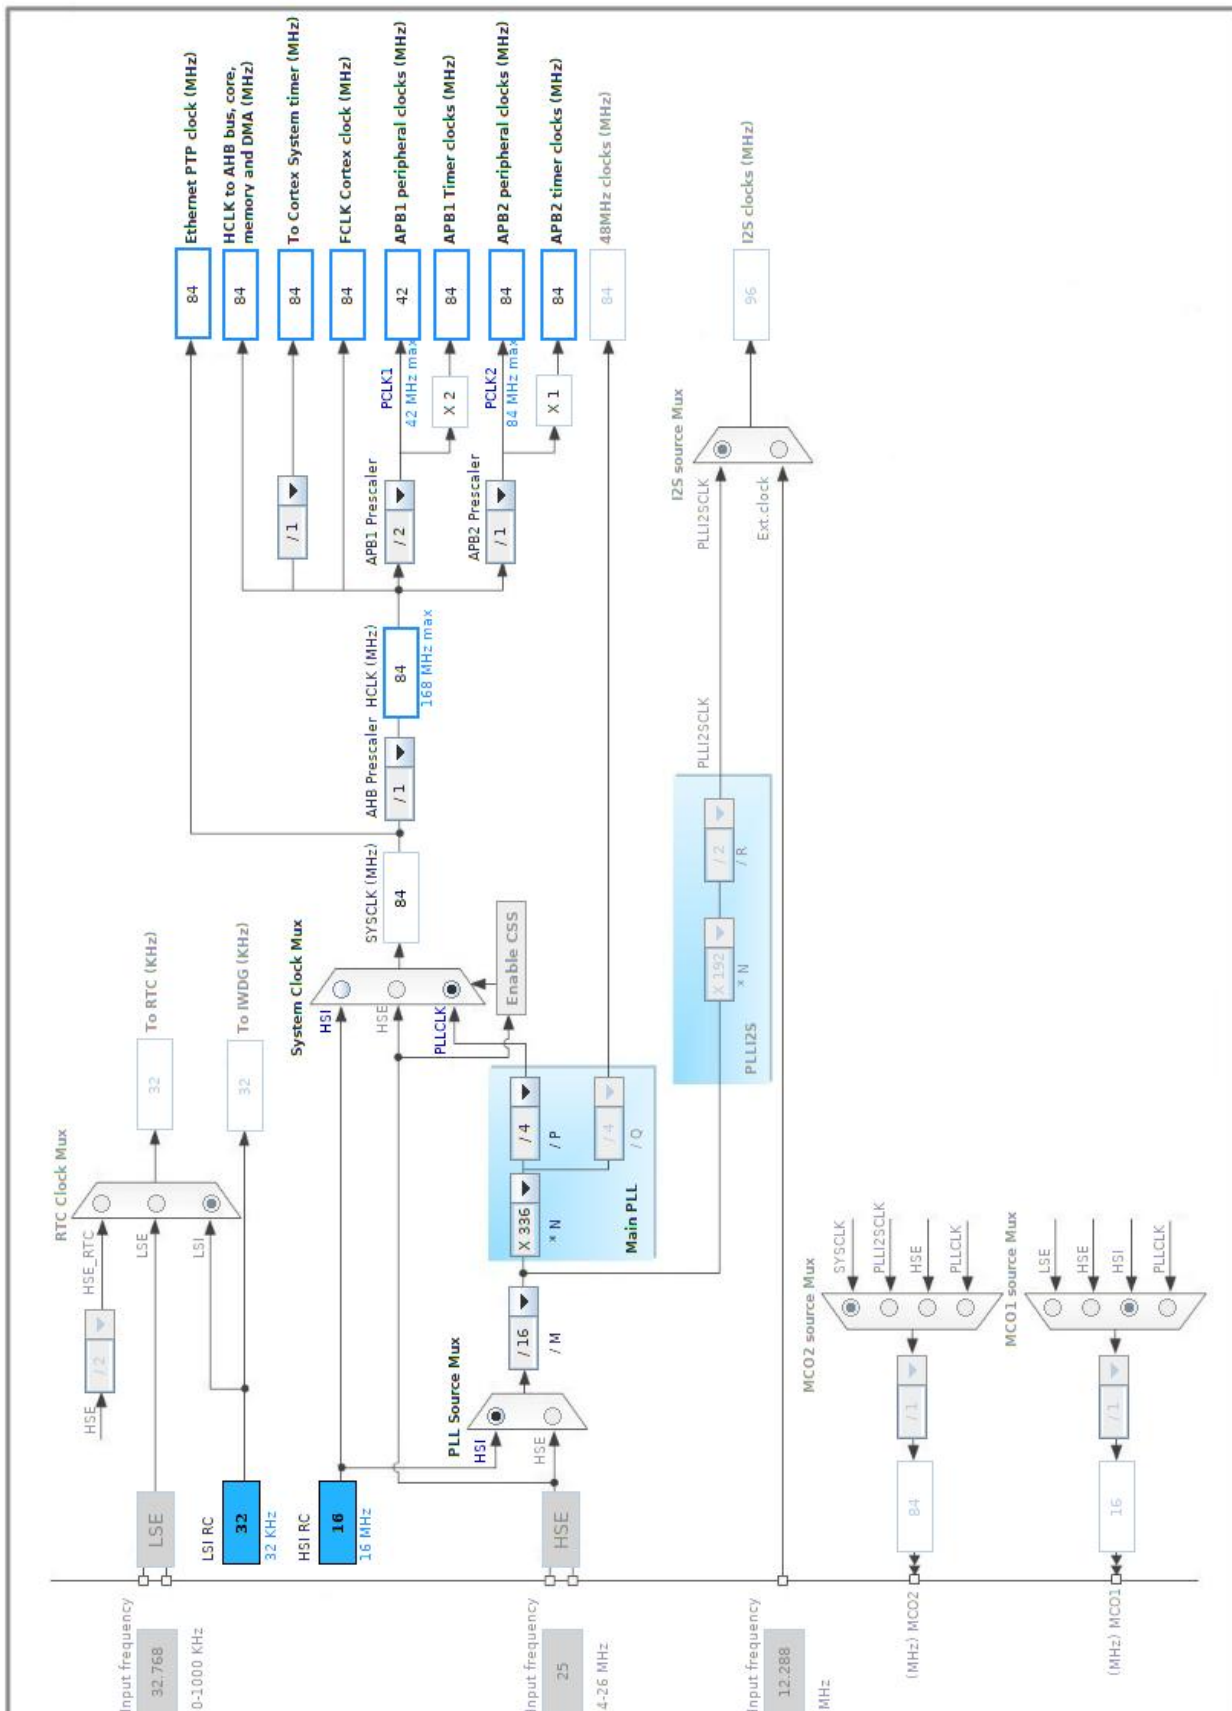 Input frequency
32.768
0-1000 KHz
LSE
HSE
/ 2
HSE_RTC
LSE
LSI
RTC Clock Mux
32
To RTC (KHz)
LSI RC
32
32 KHz
32
To IWDG (KHz)
HSI RC
16
16 MHz
Input frequency
25
4-26 MHz
HSE
PLL Source Mux
HSI
HSE
/ 16
/ M
X 336
* N
/ 4
/ P
/ 4
/ Q
Main PLL
System Clock Mux
HSI
HSE
PLLCLK
Enable CSS
SYSCLK (MHz)
84
AHB Prescaler
/ 1
HCLK (MHz)
84
168 MHz max
84
Ethernet PTP clock (MHz)
84
HCLK to AHB bus, core,
memory and DMA (MHz)
/ 1
84
To Cortex System timer (MHz)
84
FCLK Cortex clock (MHz)
APB1 Prescaler
/ 2
PCLK1
42 MHz max
42
APB1 peripheral clocks (MHz)
X 2
84
APB1 Timer clocks (MHz)
APB2 Prescaler
/ 1
PCLK2
84 MHz max
84
APB2 peripheral clocks (MHz)
X 1
84
APB2 timer clocks (MHz)
84
48MHz clocks (MHz)
PLLI2S
X 192
* N
/ 2
/ R
PLLI2SCLK
PLLI2SCLK
I2S source Mux
Ext.clock
96
I2S clocks (MHz)
Input frequency
12.288
MHz
MCO2 source Mux
SYSCLK
PLLI2SCLK
HSE
PLLCLK
/ 1
84
(MHz) MCO2
MCO1 source Mux
LSE
HSE
HSI
PLLCLK
/ 1
16
(MHz) MCO1